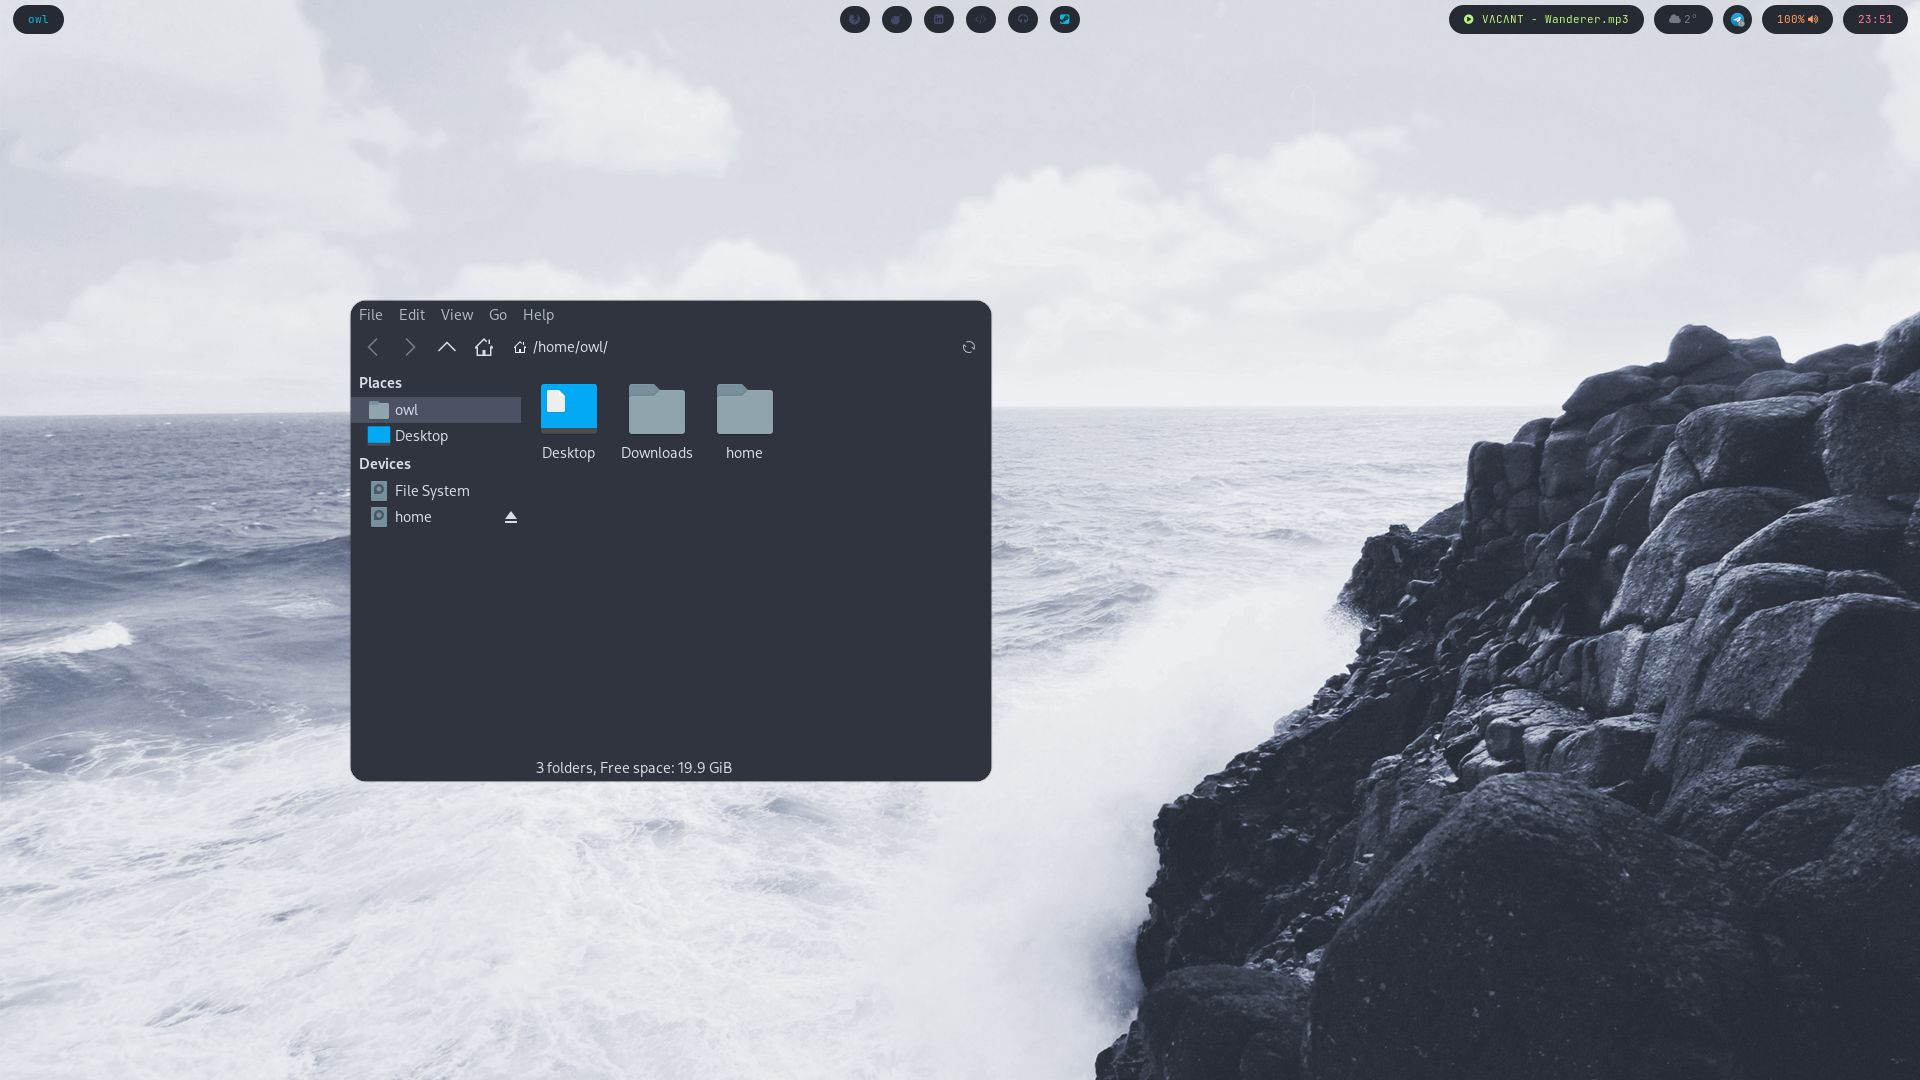 owl
VΛCΛNT - Wanderer.mp3
2°
100%
23:51
File Edit View Go Help
/home/owl/
Places
owl
Desktop
Devices
File System
home
Desktop Downloads home
3 folders, Free space: 19.9 GiB